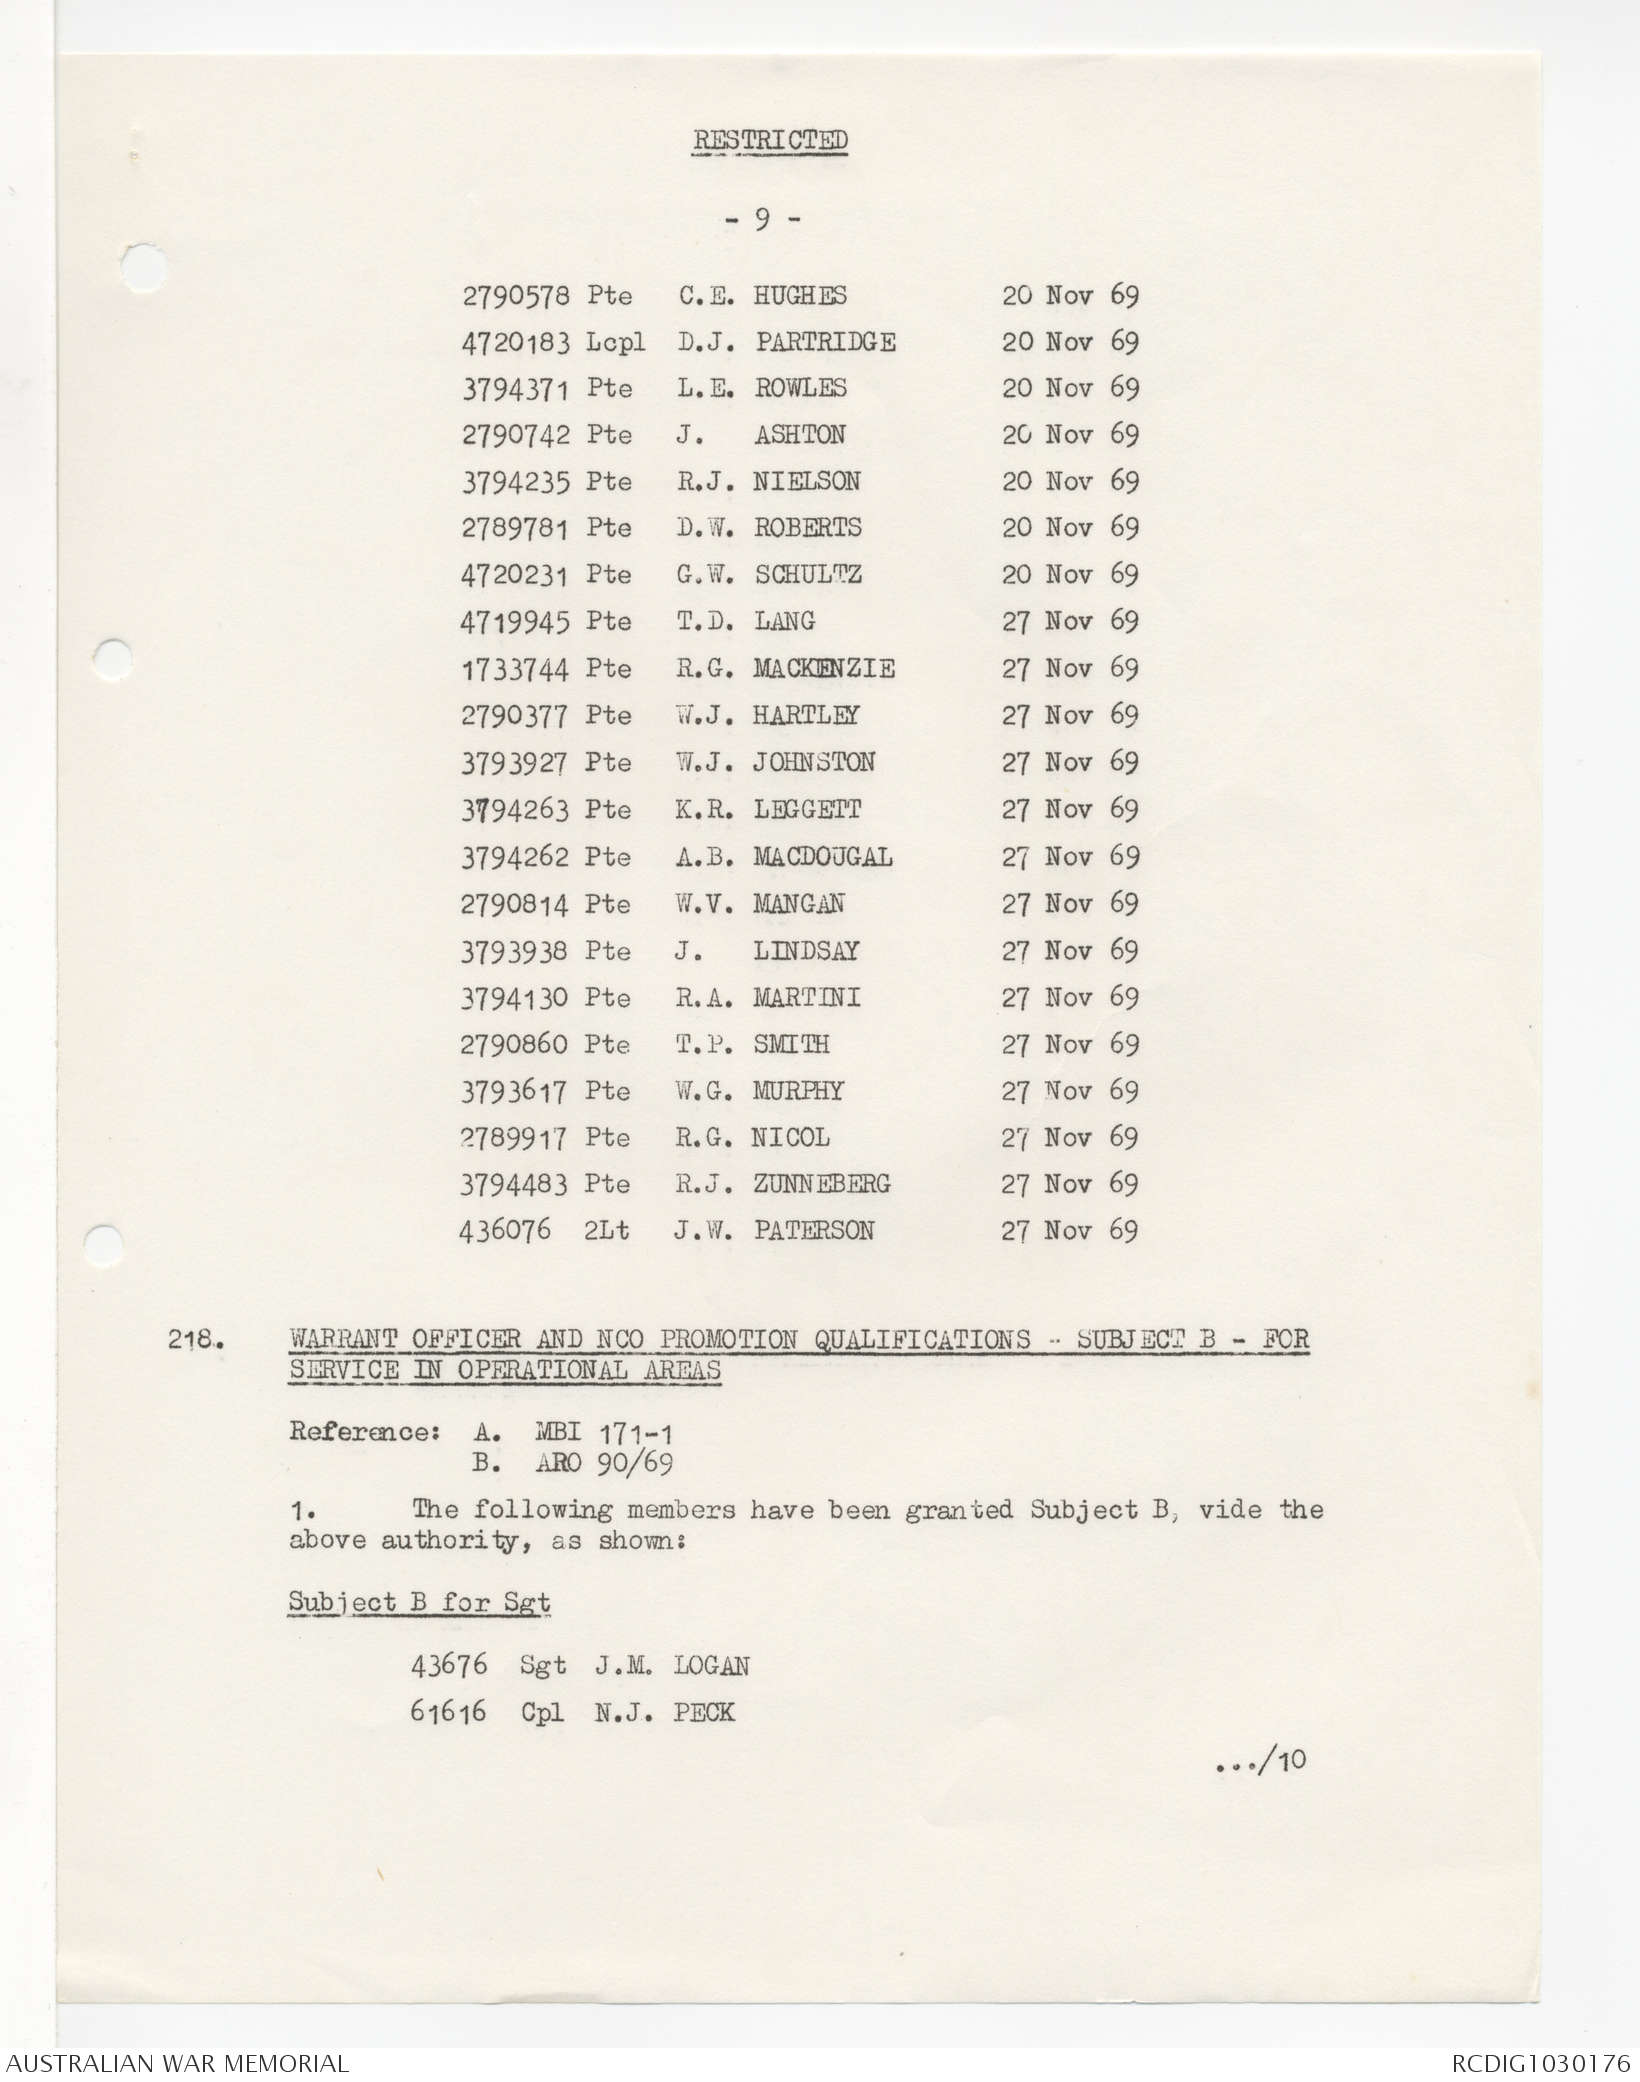 RESTRICTED
- 9 -
2790578 Pte C.E. HUGHES 20 Nov 69
4720183 Lcpl D.J. PARTRIDGE 20 Nov 69
3794371 Pte L.E. ROWLES 20 Nov 69
2790742 Pte J. ASHTON 20 Nov 69
3794235 Pte R.J. NIELSON 20 Nov 69
2789781 Pte D.W. ROBERTS 20 Nov 69
4720231 Pte G.W. SCHULTZ 20 Nov 69
4719945 Pte T.D. LANG 27 Nov 69
1733744 Pte R.G. MACKENZIE 27 Nov 69
2790377 Pte W.J. HARTLEY 27 Nov 69
3793927 Pte W.J. JOHNSTON 27 Nov 69
3794263 Pte K.R. LEGGETT 27 Nov 69
3794262 Pte A.B. MACDOUGAL 27 Nov 69
2790814 Pte W.V. MANGAN 27 Nov 69
3793938 Pte J. LINDSAY 27 Nov 69
3794130 Pte R.A. MARTINI 27 Nov 69
2790860 Pte T.P. SMITH 27 Nov 69
3793617 Pte W.G. MURPHY 27 Nov 69
2789917 Pte R.G. NICOL 27 Nov 69
3794483 Pte R.J. ZUNNEBERG 27 Nov 69
436076 2Lt J.W. PATERSON 27 Nov 69
218. WARRANT OFFICER AND NCO PROMOTION QUALIFICATIONS - SUBJECT B - FOR
SERVICE IN OPERATIONAL AREAS
Reference: A. MBI 171-1
B. ARO 90/69
1. The following members have been granted Subject B, vide the
above authority, as shown:
Subject B for Sgt
43676 Sgt J.M. LOGAN
61616 Cpl N.J. PECK
.../10
AUSTRALIAN WAR MEMORIAL RCDIG1030176